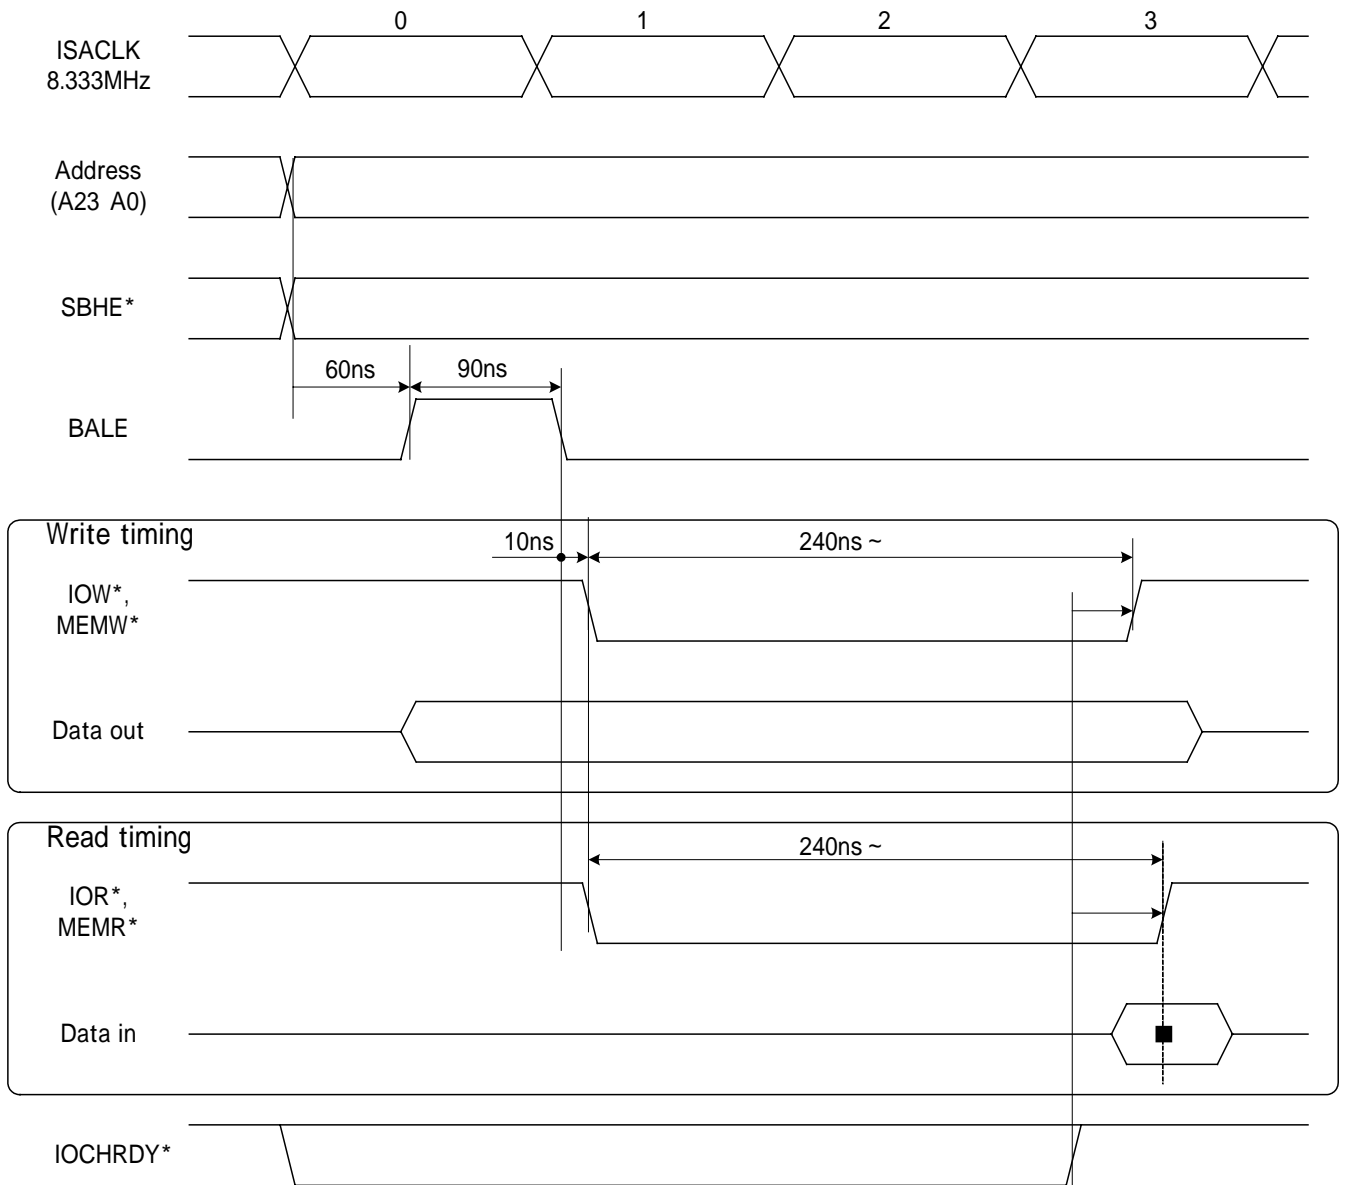 0 1 2 3
ISACLK
8.333MHz
Address
(A23 A0)
SBHE*
60ns 90ns
BALE
Write timing
10ns 240ns ~
IOW*,
MEMW*
Data out
Read timing
240ns ~
IOR*,
MEMR*
Data in
IOCHRDY*